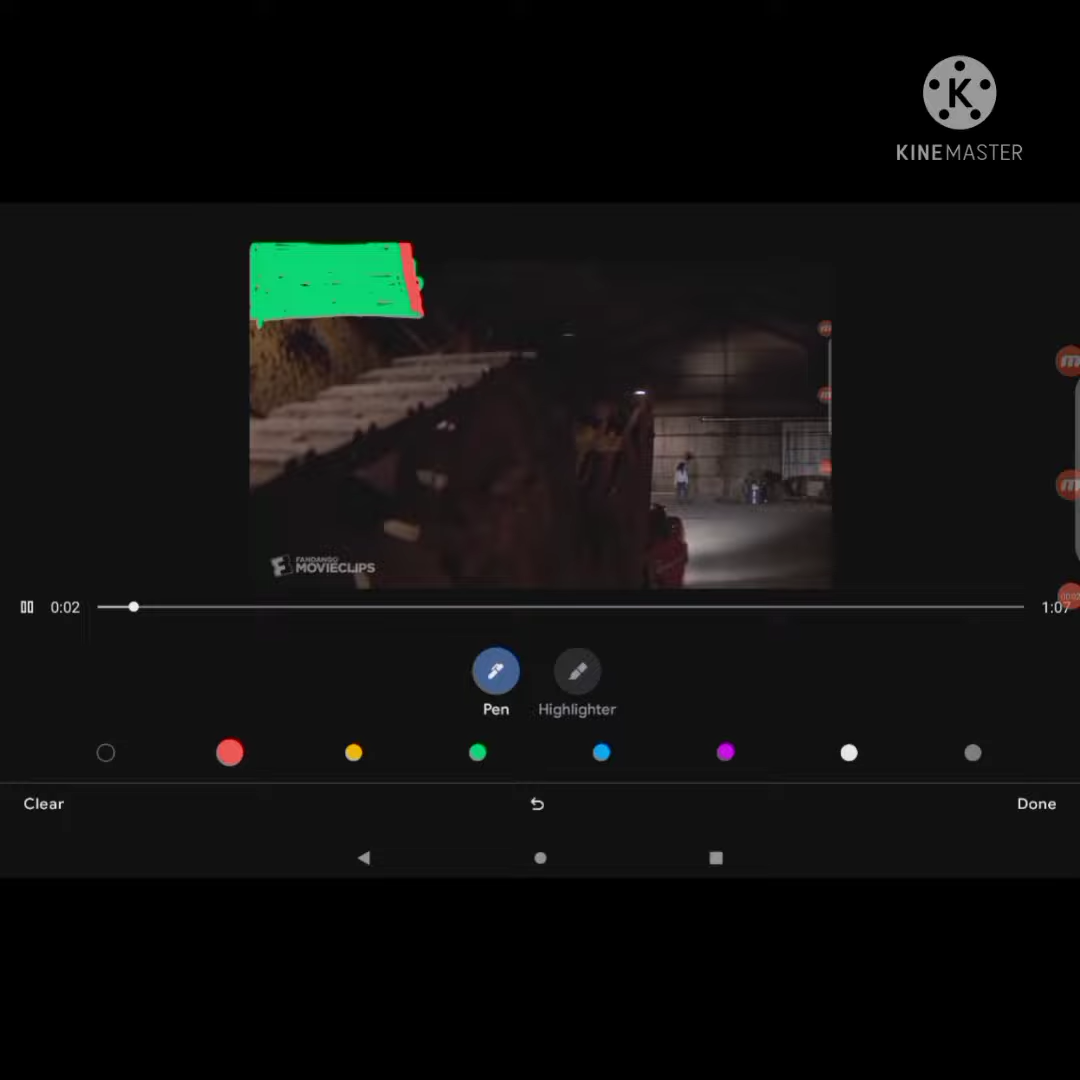 K
KINEMASTER
FANDANGO
MOVIECLIPS
0:02
1:07
Pen
Highlighter
Clear
Done